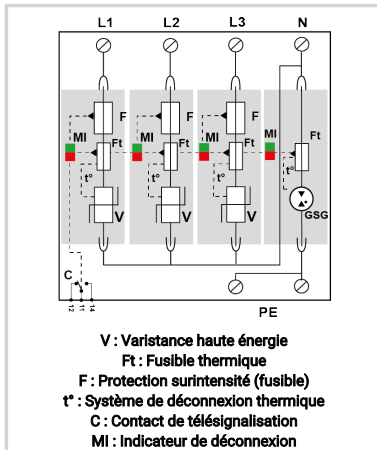 L1 L2 L3 N
F F F
MI Ft MI Ft MI Ft MI Ft
t° t° t°
V V V GSG
C
12 11 14
PE
V : Varistance haute énergie
Ft : Fusible thermique
F : Protection surintensité (fusible)
t° : Système de déconnexion thermique
C : Contact de télésignalisation
MI : Indicateur de déconnexion